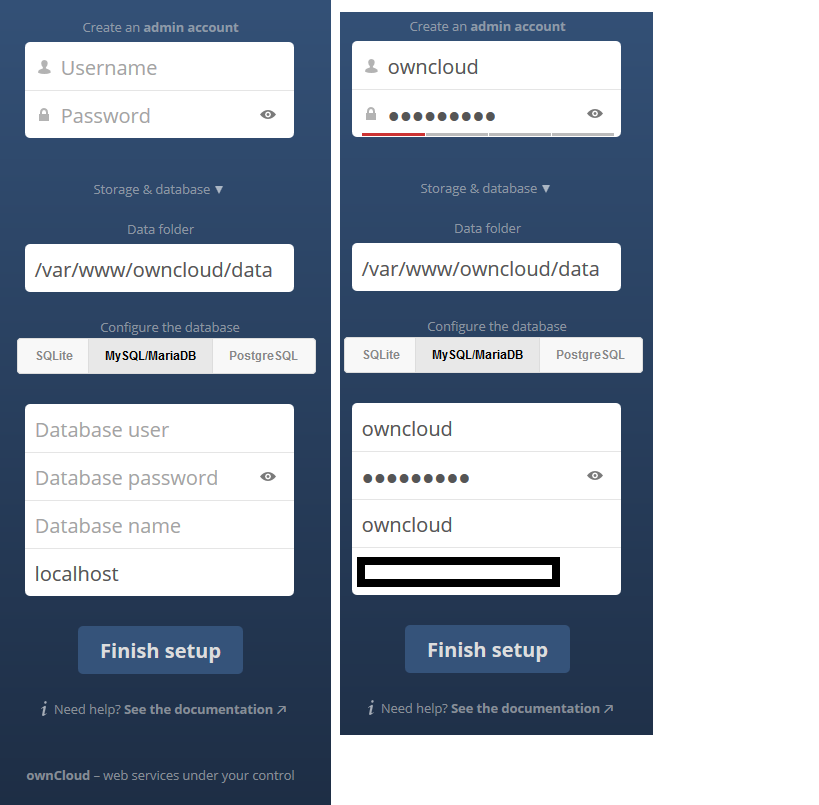 Create an admin account
Username
Password
Storage & database ▼
Data folder
/var/www/owncloud/data
Configure the database
SQLite MySQL/MariaDB PostgreSQL
Database user
Database password
Database name
localhost
Finish setup
i Need help? See the documentation ↗
ownCloud – web services under your control
Create an admin account
owncloud
●●●●●●●●●
Storage & database ▼
Data folder
/var/www/owncloud/data
Configure the database
SQLite MySQL/MariaDB PostgreSQL
owncloud
●●●●●●●●●
owncloud
Finish setup
i Need help? See the documentation ↗